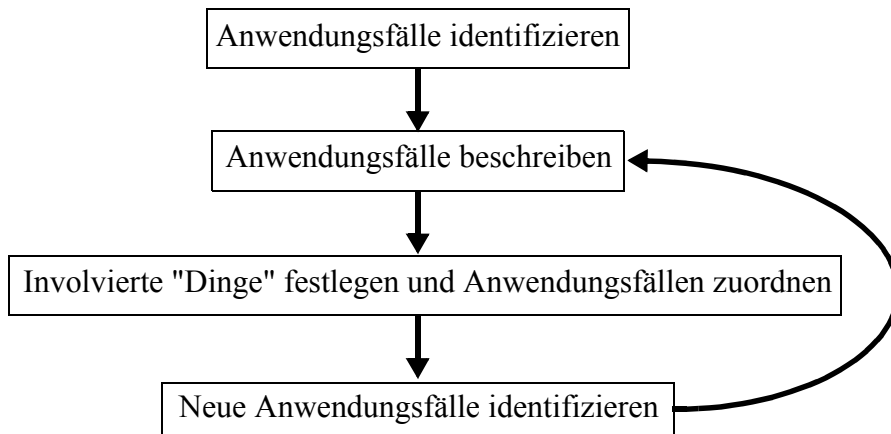 Anwendungsfälle identifizieren
Anwendungsfälle beschreiben
Involvierte "Dinge" festlegen und Anwendungsfällen zuordnen
Neue Anwendungsfälle identifizieren